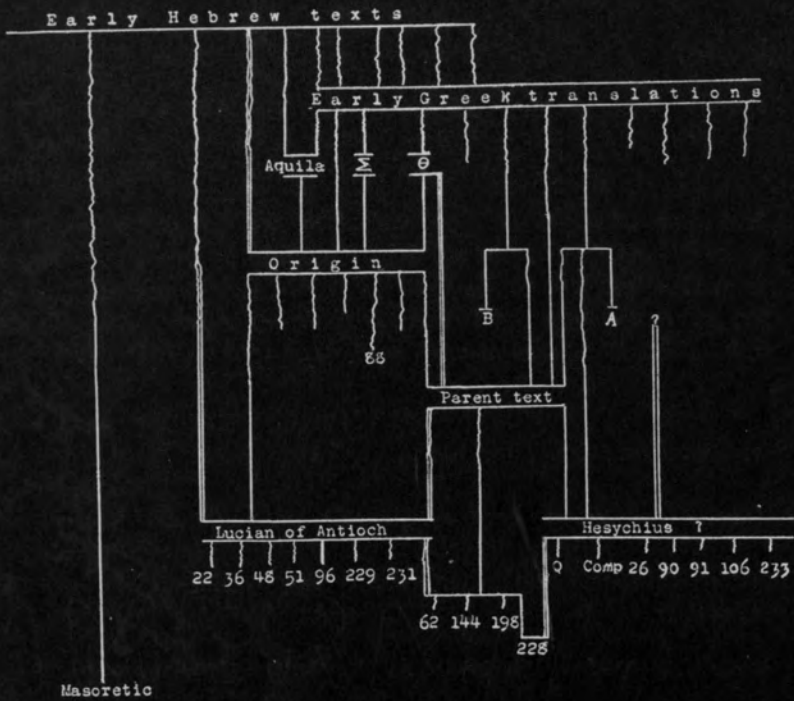 Early Hebrew texts
Early Greek translations
Aquila Σ Θ
Origin
B A ?
88
Parent text
Lucian of Antioch Hesychius ?
22 36 48 51 96 229 231 Q Comp 26 90 91 106 233
62 144 198
228
Masoretic